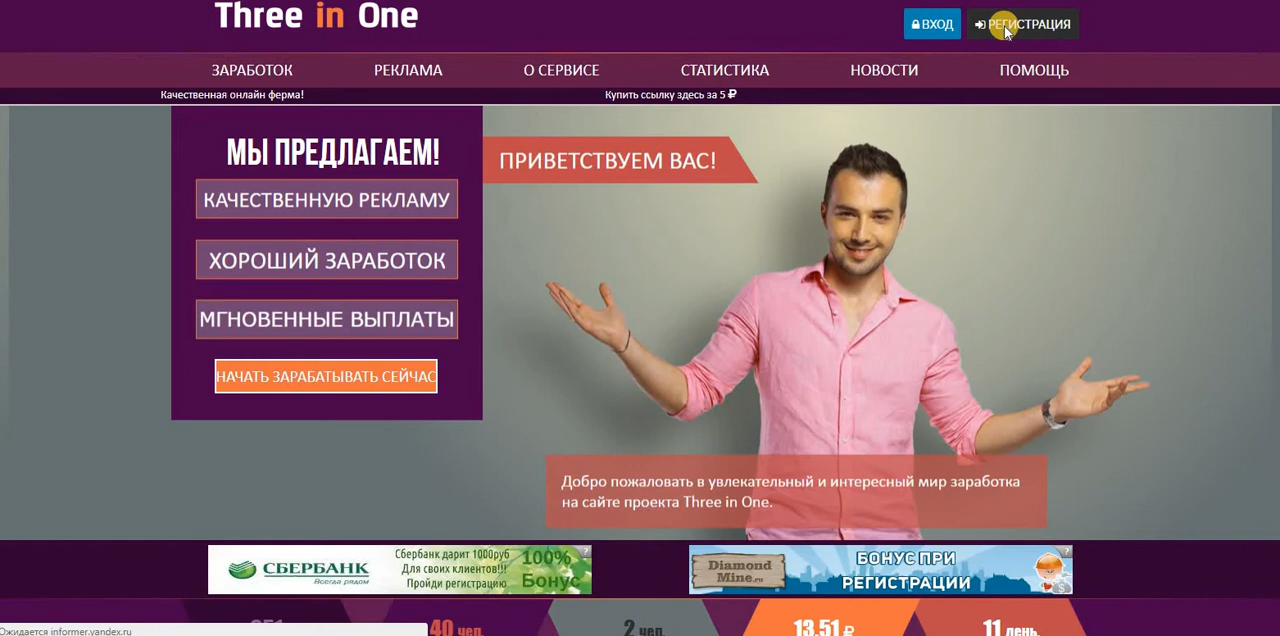 Three in One
ВХОД
РЕГИСТРАЦИЯ
ЗАРАБОТОК
РЕКЛАМА
О СЕРВИСЕ
СТАТИСТИКА
НОВОСТИ
ПОМОЩЬ
Качественная онлайн ферма!
Купить ссылку здесь за 5 ₽
МЫ ПРЕДЛАГАЕМ!
КАЧЕСТВЕННУЮ РЕКЛАМУ
ХОРОШИЙ ЗАРАБОТОК
МГНОВЕННЫЕ ВЫПЛАТЫ
НАЧАТЬ ЗАРАБАТЫВАТЬ СЕЙЧАС
ПРИВЕТСТВУЕМ ВАС!
Добро пожаловать в увлекательный и интересный мир заработка
на сайте проекта Three in One.
СБЕРБАНК
Всегда рядом
Сбербанк дарит 1000руб
Для своих клиентов!!!
Пройди регистрацию
100%
Бонус
?
Diamond
Mine.ru
БОНУС ПРИ
РЕГИСТРАЦИИ
?
40 чел.
2 чел.
13.51 ₽
11 день
Ожидается informer.yandex.ru